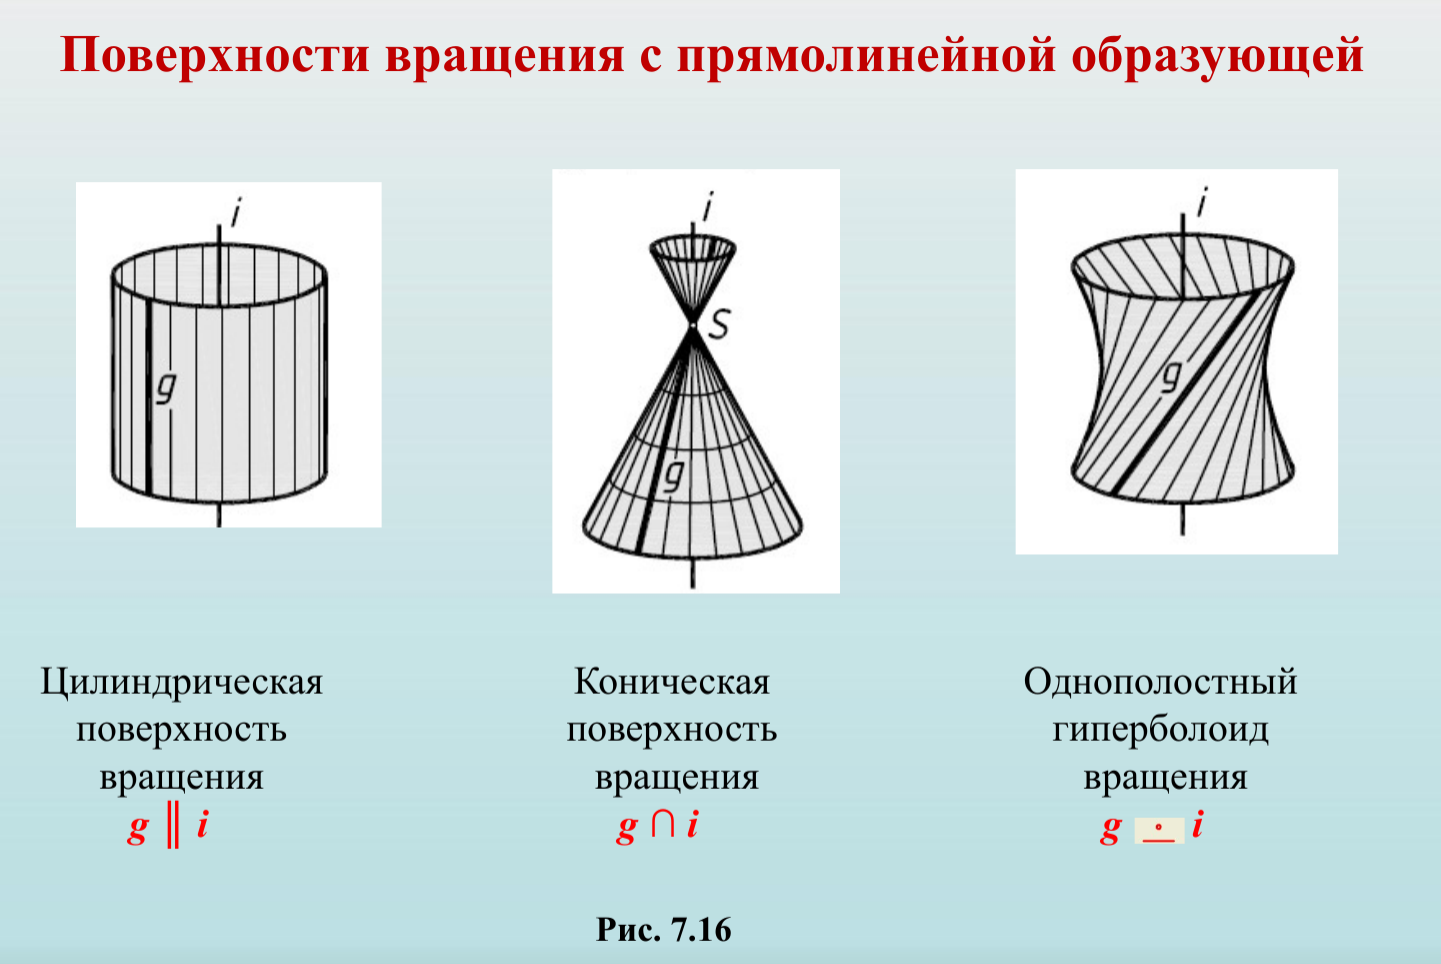 Поверхности вращения с прямолинейной образующей
i
g
i
S
g
i
g
Цилиндрическая
поверхность
вращения
g ∥ i
Коническая
поверхность
вращения
g ∩ i
Однополостный
гиперболоид
вращения
g ∸ i
Рис. 7.16